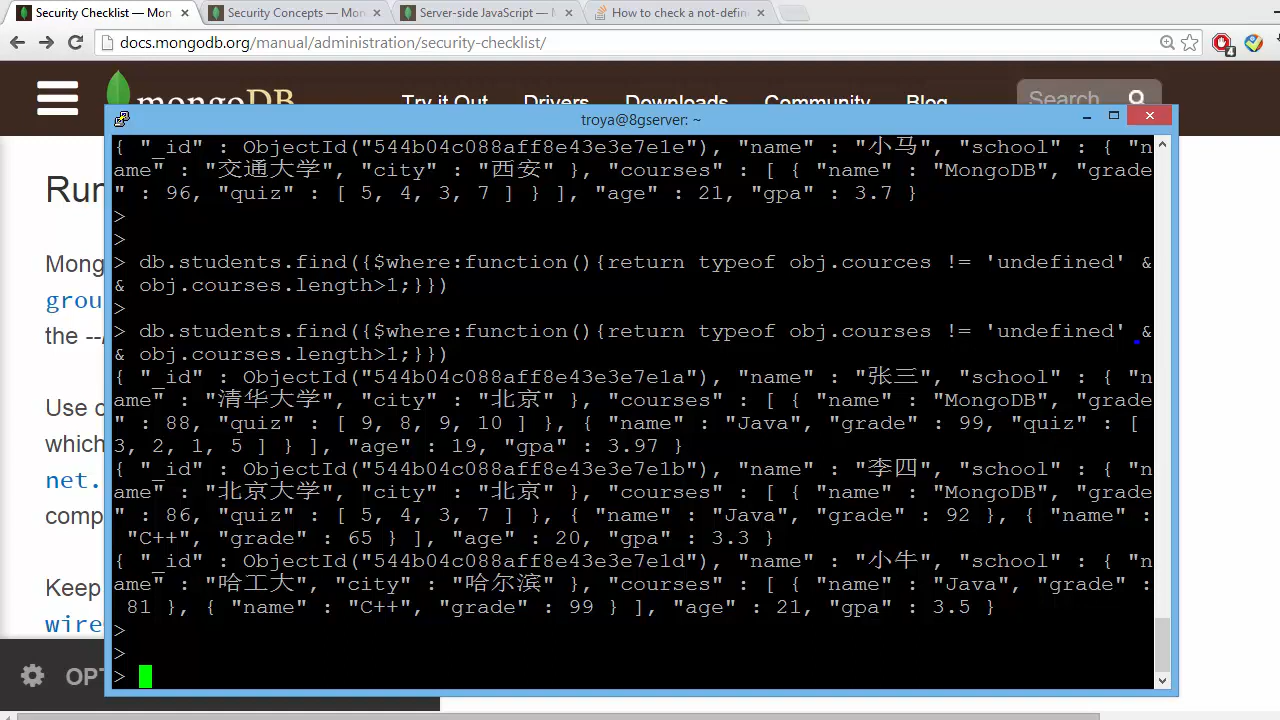 Security Checklist — Mon
Security Concepts — Mon
Server-side JavaScript —
How to check a not-defin
docs.mongodb.org/manual/administration/security-checklist/
4
mongoDB
Try it Out Drivers Downloads Community Blog
Search
troya@8gserver: ~
{ "_id" : ObjectId("544b04c088aff8e43e3e7e1e"), "name" : "小马", "school" : { "n
ame" : "交通大学", "city" : "西安" }, "courses" : [ { "name" : "MongoDB", "grade
" : 96, "quiz" : [ 5, 4, 3, 7 ] } ], "age" : 21, "gpa" : 3.7 }
>
>
> db.students.find({$where:function(){return typeof obj.cources != 'undefined' &
& obj.courses.length>1;}})
>
> db.students.find({$where:function(){return typeof obj.courses != 'undefined' &
& obj.courses.length>1;}})
{ "_id" : ObjectId("544b04c088aff8e43e3e7e1a"), "name" : "张三", "school" : { "n
ame" : "清华大学", "city" : "北京" }, "courses" : [ { "name" : "MongoDB", "grade
" : 88, "quiz" : [ 9, 8, 9, 10 ] }, { "name" : "Java", "grade" : 99, "quiz" : [
3, 2, 1, 5 ] } ], "age" : 19, "gpa" : 3.97 }
{ "_id" : ObjectId("544b04c088aff8e43e3e7e1b"), "name" : "李四", "school" : { "n
ame" : "北京大学", "city" : "北京" }, "courses" : [ { "name" : "MongoDB", "grade
" : 86, "quiz" : [ 5, 4, 3, 7 ] }, { "name" : "Java", "grade" : 92 }, { "name" :
"C++", "grade" : 65 } ], "age" : 20, "gpa" : 3.3 }
{ "_id" : ObjectId("544b04c088aff8e43e3e7e1d"), "name" : "小牛", "school" : { "n
ame" : "哈工大", "city" : "哈尔滨" }, "courses" : [ { "name" : "Java", "grade" :
81 }, { "name" : "C++", "grade" : 99 } ], "age" : 21, "gpa" : 3.5 }
>
>
>
Run
Mong
grou
the --
Use c
which
net.
comp
Keep
wired
OPT